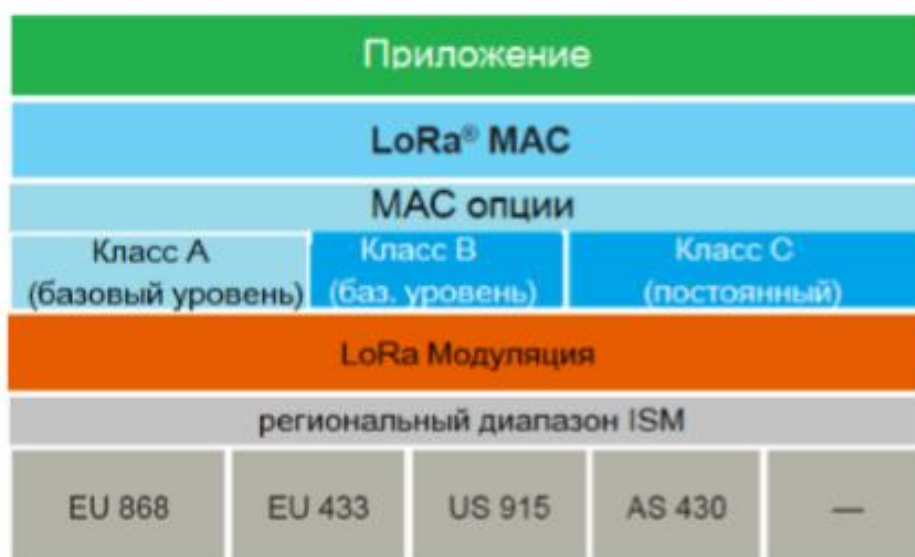 Приложение
LoRa® MAC
MAC опции
Класс A
(базовый уровень)
Класс B
(баз. уровень)
Класс C
(постоянный)
LoRa Модуляция
региональный диапазон ISM
EU 868
EU 433
US 915
AS 430
—